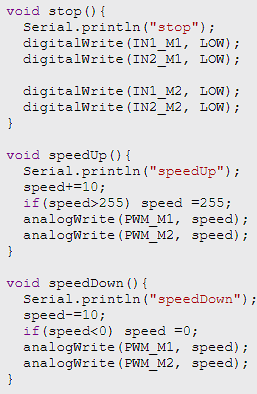 void stop(){
  Serial.println("stop");
  digitalWrite(IN1_M1, LOW);
  digitalWrite(IN2_M1, LOW);

  digitalWrite(IN1_M2, LOW);
  digitalWrite(IN2_M2, LOW);
}

void speedUp(){
  Serial.println("speedUp");
  speed+=10;
  if(speed>255) speed =255;
  analogWrite(PWM_M1, speed);
  analogWrite(PWM_M2, speed);
}

void speedDown(){
  Serial.println("speedDown");
  speed-=10;
  if(speed<0) speed =0;
  analogWrite(PWM_M1, speed);
  analogWrite(PWM_M2, speed);
}